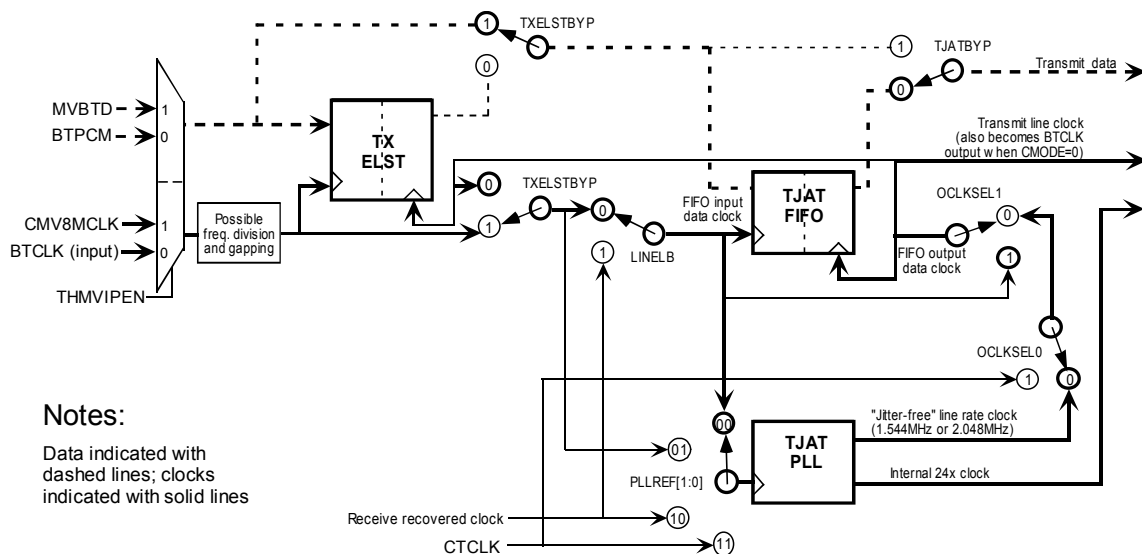 1
TXELSTBYP
0
1
TJATBYP
0
Transmit data
MVBTD
1
BTPCM
0
TX
ELST
Transmit line clock
(also becomes BTCLK
output when CMODE=0)
0
TXELSTBYP
1
0
LINELB
FIFO input
data clock
TJAT
FIFO
OCLKSEL1
0
FIFO output
data clock
1
CMV8MCLK
1
BTCLK (input)
0
Possible
freq. division
and gapping
THMVIPEN
1
OCLKSEL0
1
0
Notes:
Data indicated with
dashed lines; clocks
indicated with solid lines
00
01
PLLREF[1:0]
TJAT
PLL
"Jitter-free" line rate clock
(1.544MHz or 2.048MHz)
Internal 24x clock
Receive recovered clock
10
CTCLK
11